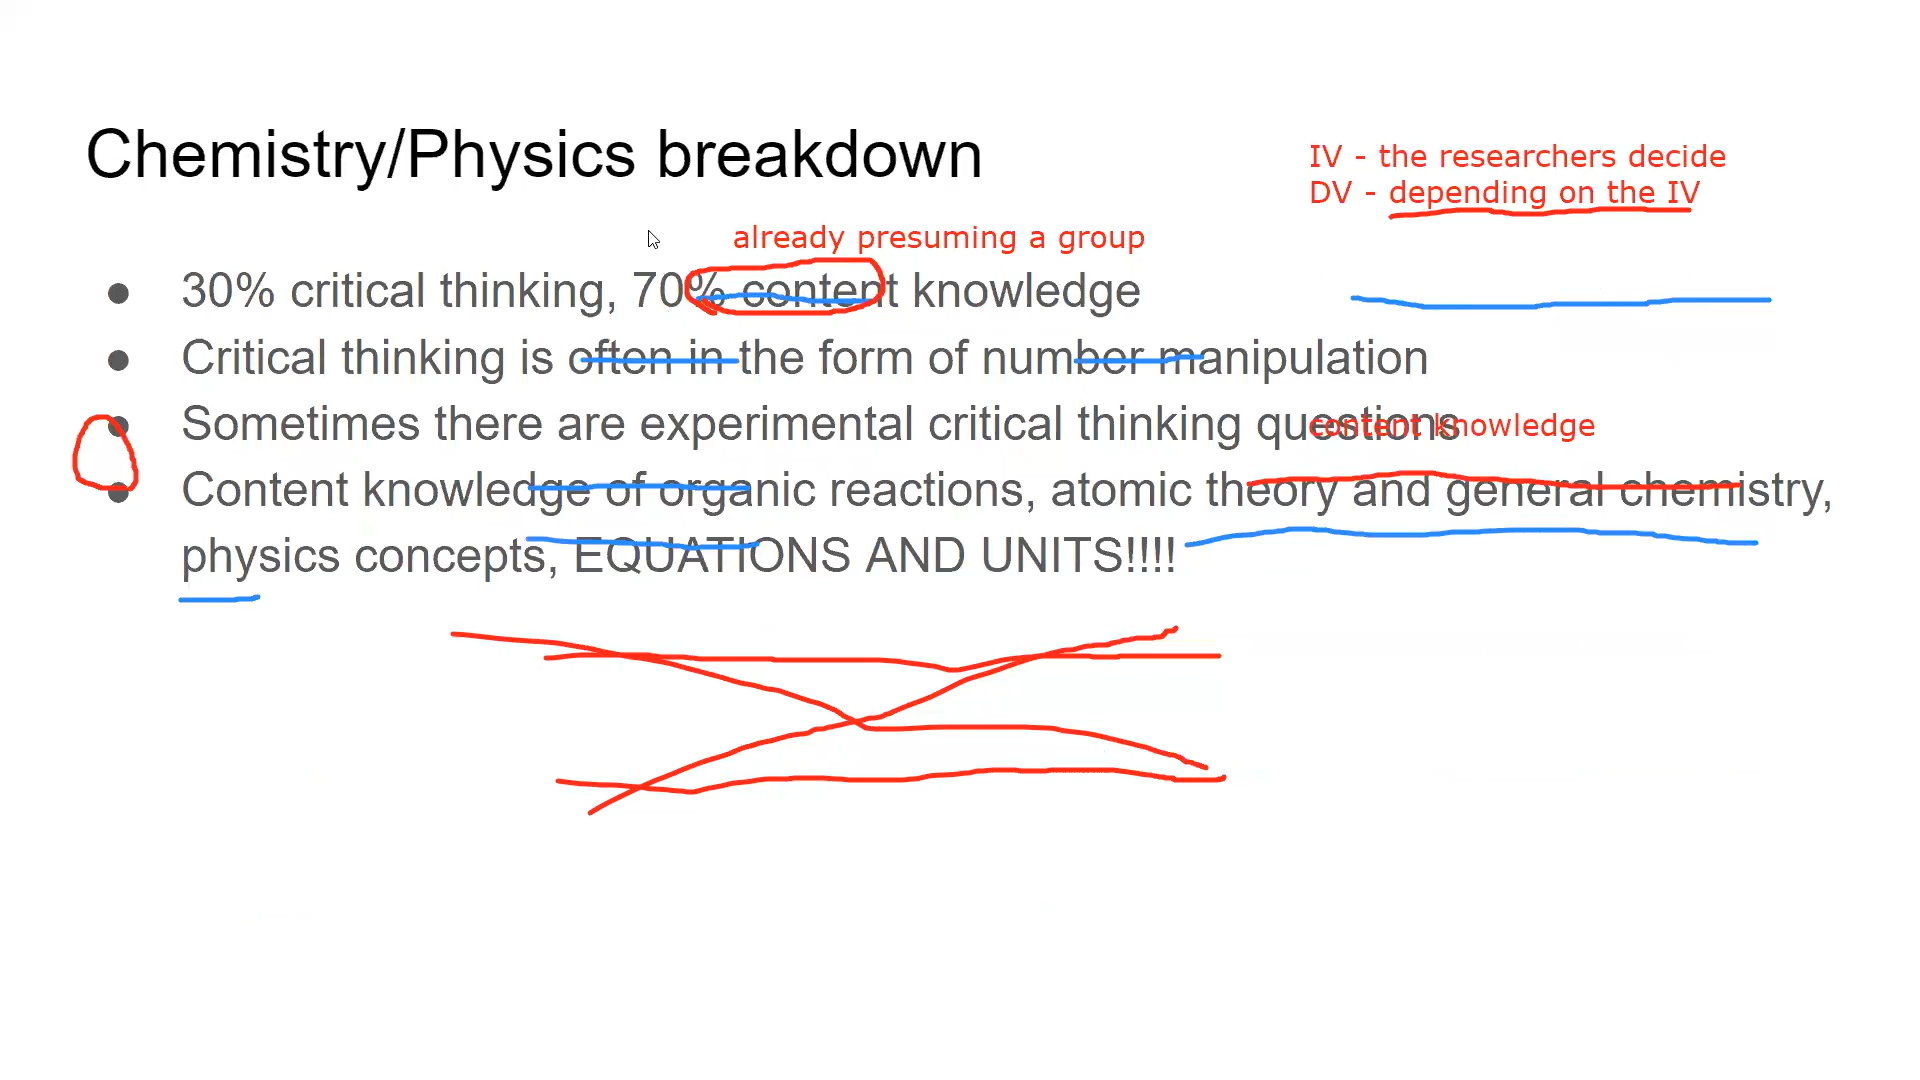 Chemistry/Physics breakdown
IV - the researchers decide
DV - depending on the IV
already presuming a group
30% critical thinking, 70% content knowledge
Critical thinking is often in the form of number manipulation
Sometimes there are experimental critical thinking questions
content knowledge
Content knowledge of organic reactions, atomic theory and general chemistry,
physics concepts, EQUATIONS AND UNITS!!!!